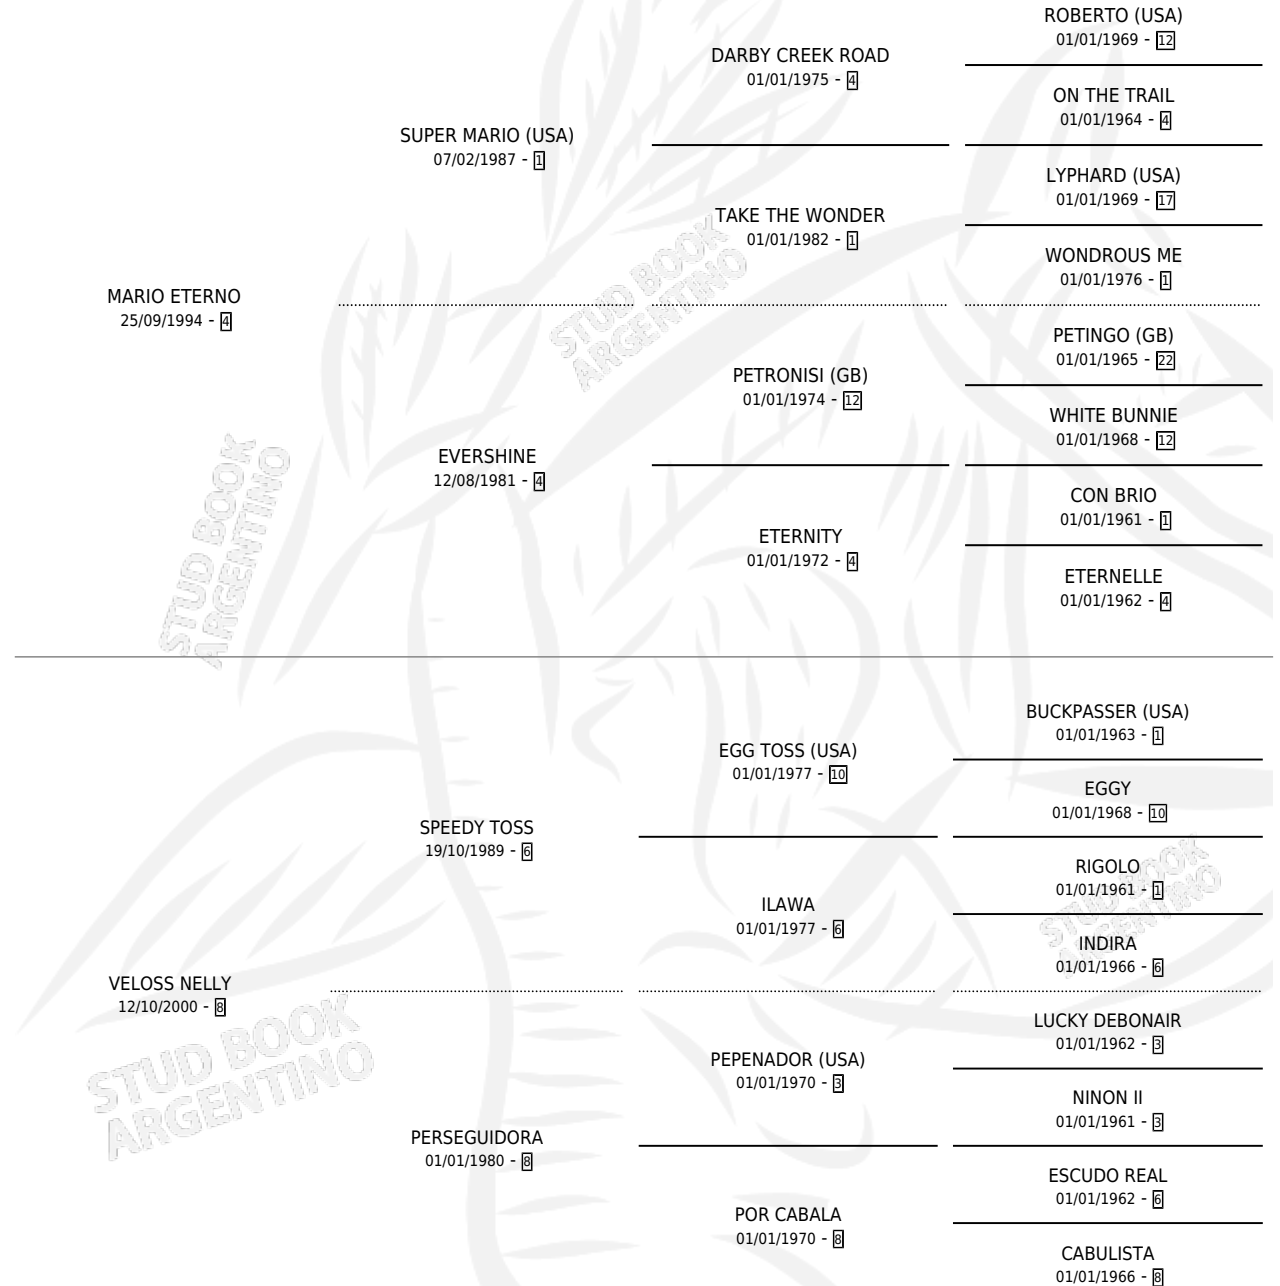 ROBERTO (USA)
01/01/1969 - 12
DARBY CREEK ROAD
01/01/1975 - 4
ON THE TRAIL
01/01/1964 - 4
SUPER MARIO (USA)
07/02/1987 - 1
LYPHARD (USA)
01/01/1969 - 17
TAKE THE WONDER
01/01/1982 - 1
WONDROUS ME
01/01/1976 - 1
MARIO ETERNO
25/09/1994 - 4
STUD BOOK
ARGENTINO
PETINGO (GB)
01/01/1965 - 22
PETRONISI (GB)
01/01/1974 - 12
WHITE BUNNIE
01/01/1968 - 12
EVERSHINE
12/08/1981 - 4
CON BRIO
01/01/1961 - 1
ETERNITY
01/01/1972 - 4
ETERNELLE
01/01/1962 - 4
STUD BOOK
ARGENTINO
BUCKPASSER (USA)
01/01/1963 - 1
EGG TOSS (USA)
01/01/1977 - 10
EGGY
01/01/1968 - 10
SPEEDY TOSS
19/10/1989 - 6
RIGOLO
01/01/1961 - 1
ILAWA
01/01/1977 - 6
INDIRA
01/01/1966 - 6
STUD BOOK
ARGENTINO
VELOSS NELLY
12/10/2000 - 8
LUCKY DEBONAIR
01/01/1962 - 3
PEPENADOR (USA)
01/01/1970 - 3
NINON II
01/01/1961 - 3
STUD BOOK
ARGENTINO
PERSEGUIDORA
01/01/1980 - 8
ESCUDO REAL
01/01/1962 - 6
POR CABALA
01/01/1970 - 8
CABULISTA
01/01/1966 - 8